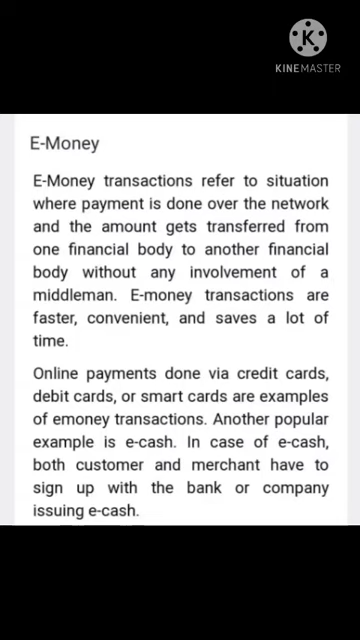 KINEMASTER
E-Money
E-Money transactions refer to situation
where payment is done over the network
and the amount gets transferred from
one financial body to another financial
body without any involvement of a
middleman. E-money transactions are
faster, convenient, and saves a lot of
time.
Online payments done via credit cards,
debit cards, or smart cards are examples
of emoney transactions. Another popular
example is e-cash. In case of e-cash,
both customer and merchant have to
sign up with the bank or company
issuing e-cash.